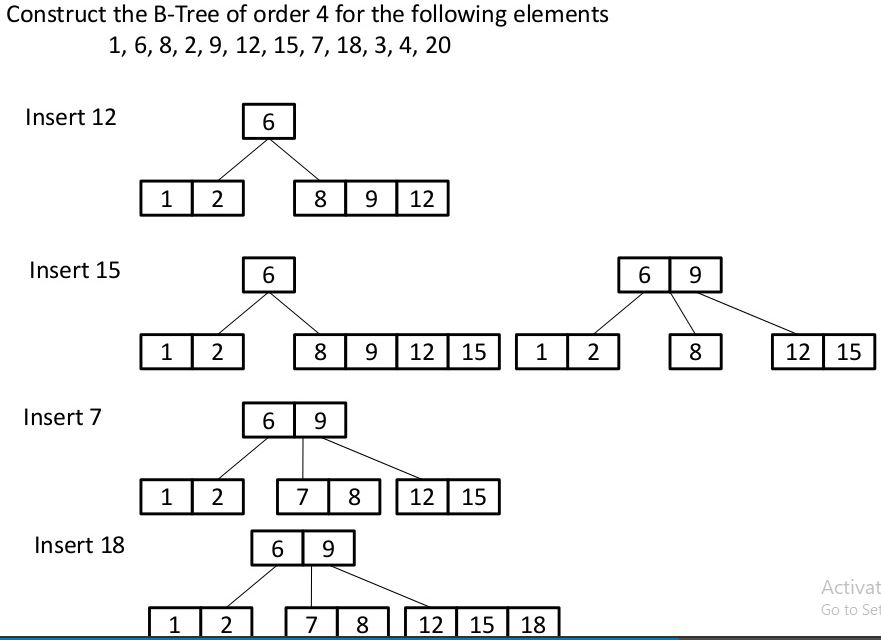 Construct the B-Tree of order 4 for the following elements
1, 6, 8, 2, 9, 12, 15, 7, 18, 3, 4, 20
Insert 12
6
1 2 8 9 12
Insert 15
6 6 9
1 2 8 9 12 15 1 2 8 12 15
Insert 7
6 9
1 2 7 8 12 15
Insert 18
6 9
1 2 7 8 12 15 18
Activat
Go to Set